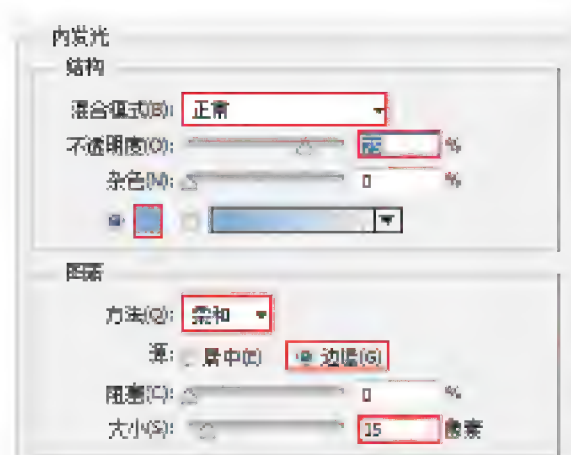 内发光
结构
混合模式(B): 正常
不透明度(O): 75 %
杂色(N): 0 %
图素
方法(Q): 柔和
源: 居中(E) 边缘(G)
阻塞(C): 0 %
大小(S): 15 像素